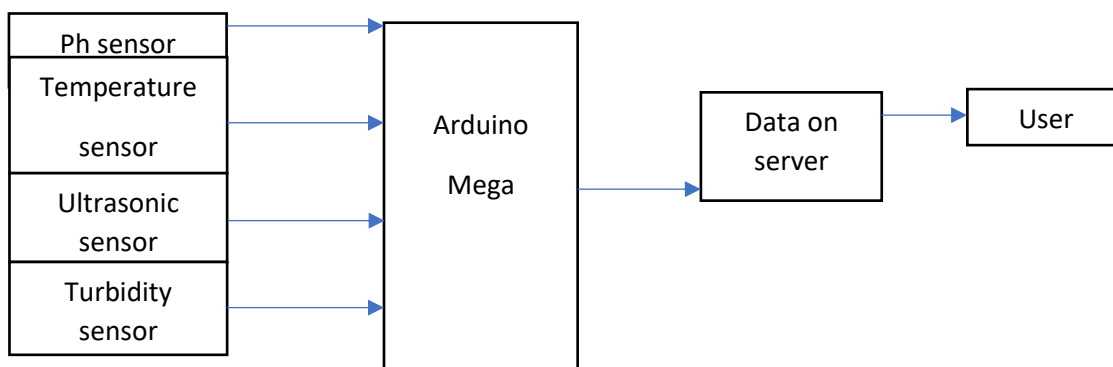 Ph sensor
Temperature
sensor
Ultrasonic
sensor
Turbidity
sensor
Arduino
Mega
Data on
server
User